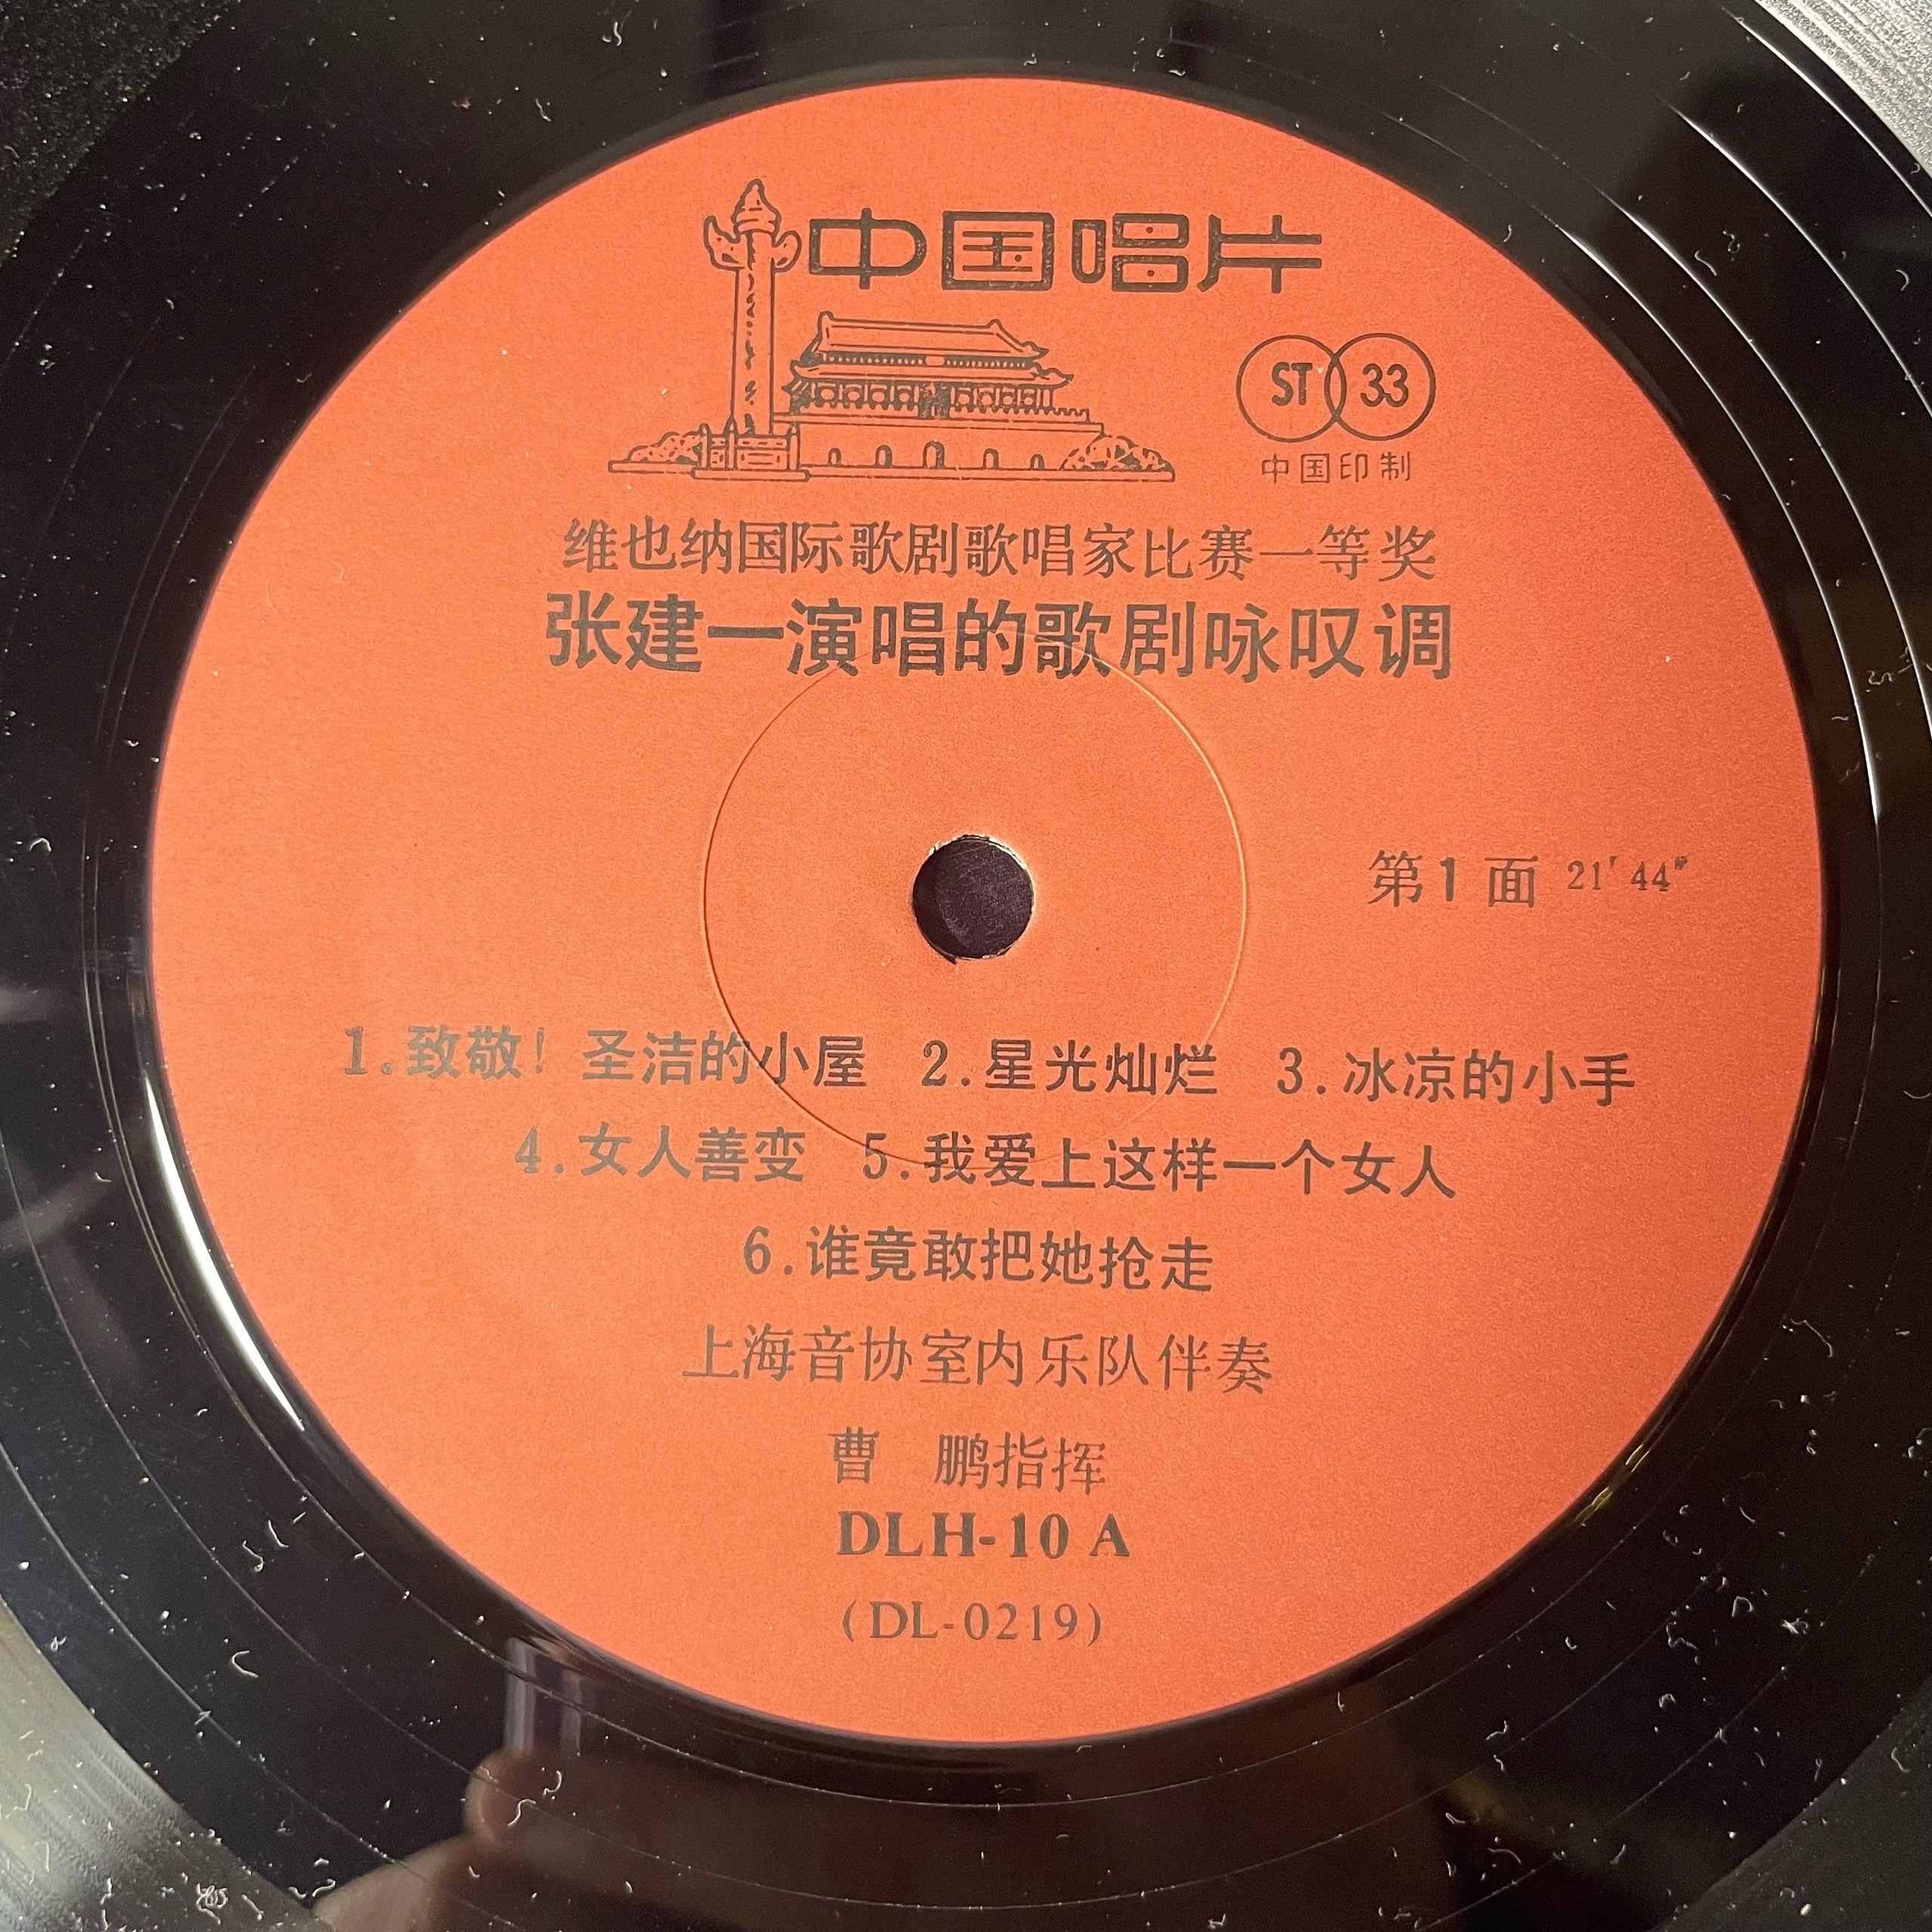 中国唱片
ST 33
中国印制
维也纳国际歌剧歌唱家比赛一等奖
张建一演唱的歌剧咏叹调
第1面 21′44″
1.致敬！圣洁的小屋 2.星光灿烂 3.冰凉的小手
4.女人善变 5.我爱上这样一个女人
6.谁竟敢把她抢走
上海音协室内乐队伴奏
曹 鹏指挥
DLH-10 A
(DL-0219)